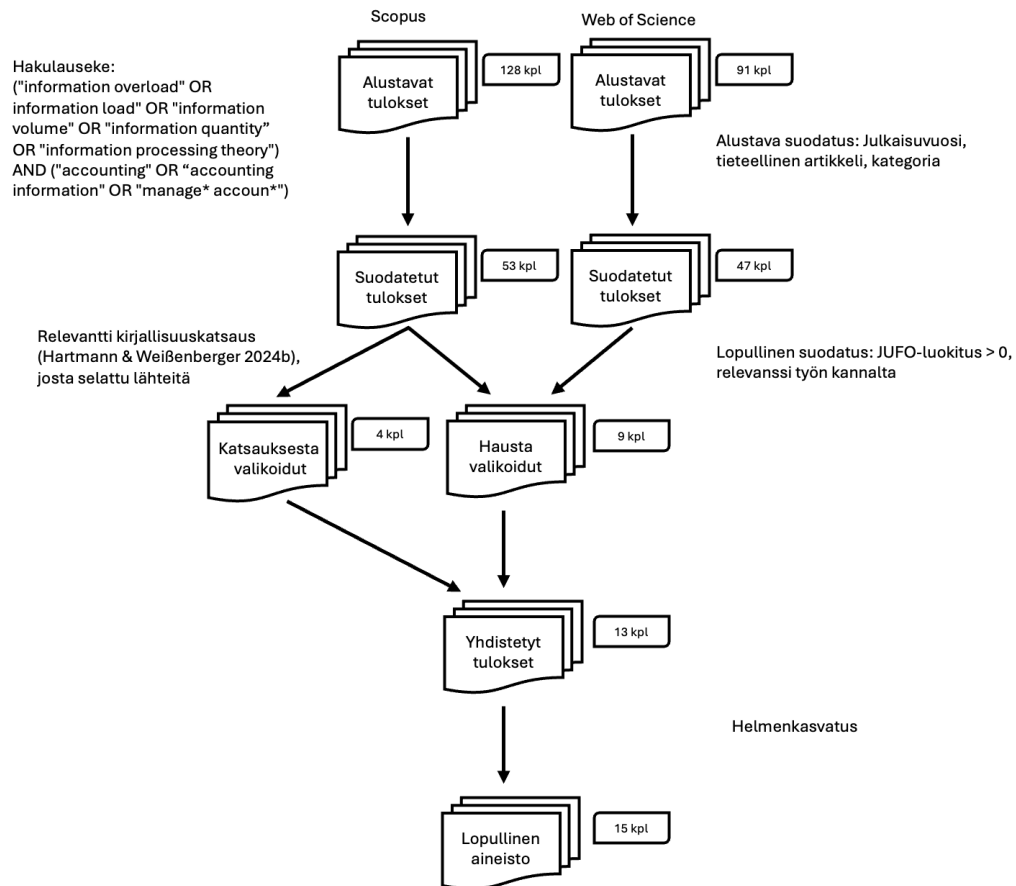 Scopus
Web of Science
Hakulauseke:
("information overload" OR
information load" OR "information
volume" OR "information quantity”
OR "information processing theory")
AND ("accounting" OR “accounting
information" OR "manage* accoun*")
Alustavat
tulokset
128 kpl
Alustavat
tulokset
91 kpl
Alustava suodatus: Julkaisuvuosi,
tieteellinen artikkeli, kategoria
Suodatetut
tulokset
53 kpl
Suodatetut
tulokset
47 kpl
Relevantti kirjallisuuskatsaus
(Hartmann & Weißenberger 2024b),
josta selattu lähteitä
Lopullinen suodatus: JUFO-luokitus > 0,
relevanssi työn kannalta
Katsauksesta
valikoidut
4 kpl
Hausta
valikoidut
9 kpl
Yhdistetyt
tulokset
13 kpl
Helmenkasvatus
Lopullinen
aineisto
15 kpl